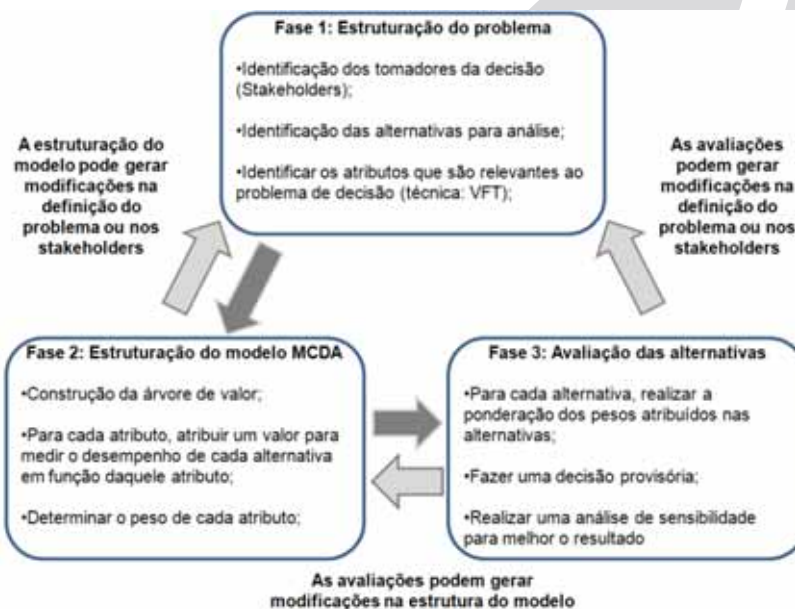 Fase 1: Estruturação do problema
•Identificação dos tomadores da decisão
(Stakeholders);
•Identificação das alternativas para análise;
•Identificar os atributos que são relevantes ao
problema de decisão (técnica: VFT);
A estruturação do
modelo pode gerar
modificações na
definição do
problema ou nos
stakeholders
As avaliações
podem gerar
modificações na
definição do
problema ou nos
stakeholders
Fase 2: Estruturação do modelo MCDA
•Construção da árvore de valor;
•Para cada atributo, atribuir um valor para
medir o desempenho de cada alternativa
em função daquele atributo;
•Determinar o peso de cada atributo;
Fase 3: Avaliação das alternativas
•Para cada alternativa, realizar a
ponderação dos pesos atribuídos nas
alternativas;
•Fazer uma decisão provisória;
•Realizar uma análise de sensibilidade
para melhor o resultado
As avaliações podem gerar
modificações na estrutura do modelo